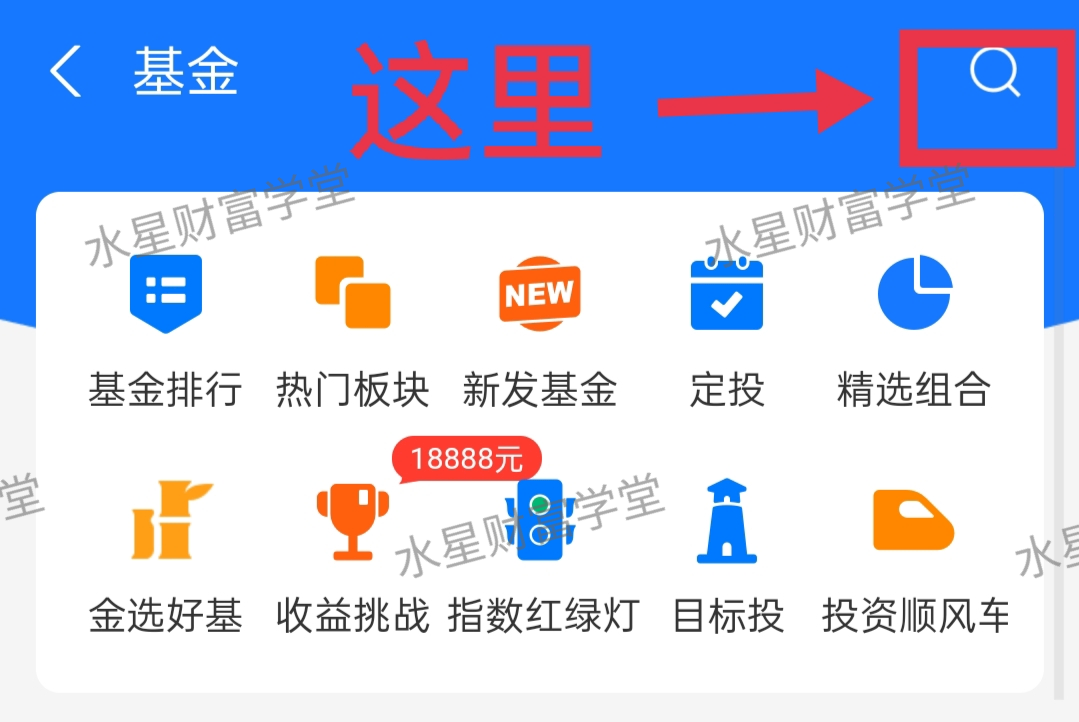 基金 这里
水星财富学堂 水星财富学堂
NEW
基金排行 热门板块 新发基金 定投 精选组合
18888元
学堂 水星财富学堂 水星
金选好基 收益挑战 指数红绿灯 目标投 投资顺风车